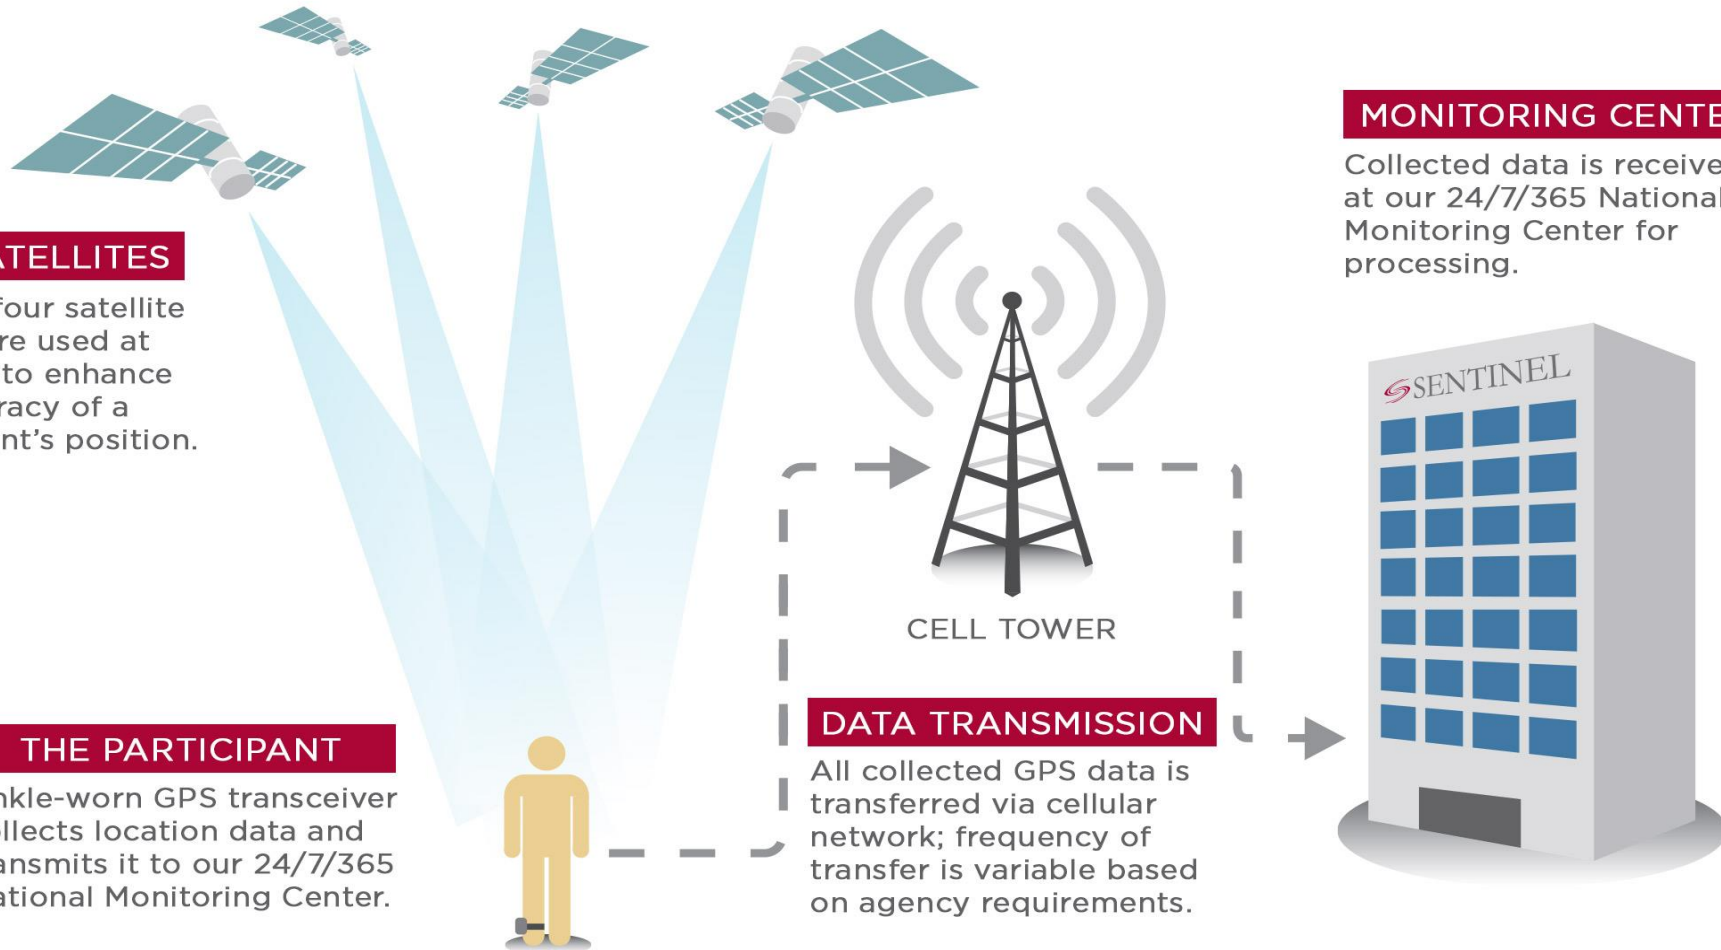 ATELLITES
four satellite
re used at
to enhance
racy of a
nt's position.
THE PARTICIPANT
nkle-worn GPS transceiver
ollects location data and
ansmits it to our 24/7/365
ational Monitoring Center.
CELL TOWER
DATA TRANSMISSION
All collected GPS data is
transferred via cellular
network; frequency of
transfer is variable based
on agency requirements.
MONITORING CENTE
Collected data is receive
at our 24/7/365 National
Monitoring Center for
processing.
SENTINEL